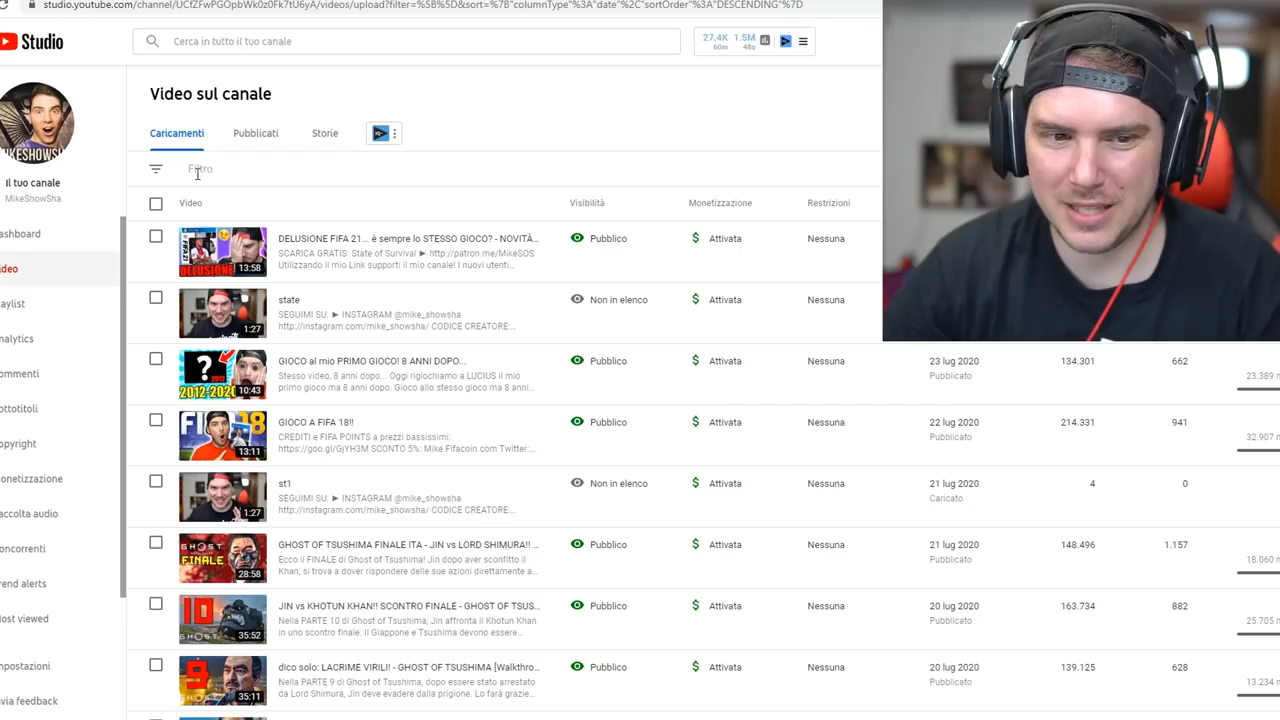 studio.youtube.com/channel/UCfZFwPGOpbWk0z0Fk7tU6yA/videos/upload?filter=%5B%5D&sort=%7B"columnType"%3A"date"%2C"sortOrder"%3A"DESCENDING"%7D
Studio
Cerca in tutto il tuo canale
27.4K 1.5M
60m 48o
Video sul canale
Caricamenti Pubblicati Storie
Filtro
Il tuo canale
MikeShowSha
Video Visibilità Monetizzazione Restrizioni
ashboard
deo
aylist
nalytics
ommenti
ottotitoli
opyright
onetizzazione
accolta audio
oncorrenti
rend alerts
lost viewed
npostazioni
via feedback
DELUSIONE
13:58
DELUSIONE FIFA 21... è sempre lo STESSO GIOCO? - NOVITÀ...
SCARICA GRATIS: State of Survival ► http://patron.me/MikeSOS
Utilizzando il mio Link supporti il mio canale! I nuovi utenti...
Pubblico $ Attivata Nessuna
1:27
state
SEGUIMI SU: ► INSTAGRAM @mike_showsha
http://instagram.com/mike_showsha/ CODICE CREATORE:...
Non in elenco $ Attivata Nessuna
?
2012-2020
10:43
GIOCO al mio PRIMO GIOCO! 8 ANNI DOPO...
Stesso video, 8 anni dopo... Oggi rigiochiamo a LUCIUS il mio
primo gioco ma 8 anni dopo. Gioco allo stesso gioco ma 8 anni...
Pubblico $ Attivata Nessuna 23 lug 2020 134.301 662
Pubblicato 23.389 n
13:11
GIOCO A FIFA 18!!
CREDITI e FIFA POINTS a prezzi bassissimi:
https://goo.gl/GjYH3M SCONTO 5%: Mike Fifacoin.com Twitter:...
Pubblico $ Attivata Nessuna 22 lug 2020 214.331 941
Pubblicato 32.907 n
1:27
st1
SEGUIMI SU: ► INSTAGRAM @mike_showsha
http://instagram.com/mike_showsha/ CODICE CREATORE:...
Non in elenco $ Attivata Nessuna 21 lug 2020 4 0
Caricato
GHOST
FINALE
28:58
GHOST OF TSUSHIMA FINALE ITA - JIN vs LORD SHIMURA!! ...
Ecco il FINALE di Ghost of Tsushima! Jin dopo aver sconfitto il
Khan, si trova a dover rispondere delle sue azioni direttamente a...
Pubblico $ Attivata Nessuna 21 lug 2020 148.496 1.157
Pubblicato 18.060 n
10
GHOST
35:52
JIN vs KHOTUN KHAN!! SCONTRO FINALE - GHOST OF TSUS...
Nella PARTE 10 di Ghost of Tsushima, Jin affronta il Khotun Khan
in uno scontro finale. Il Giappone e Tsushima devono essere...
Pubblico $ Attivata Nessuna 20 lug 2020 163.734 882
Pubblicato 25.705 n
9
35:11
dico solo: LACRIME VIRILI! - GHOST OF TSUSHIMA [Walkthro...
Nella PARTE 9 di Ghost of Tsushima, dopo essere stato arrestato
da Lord Shimura, Jin deve evadere dalla prigione. Lo farà grazie...
Pubblico $ Attivata Nessuna 20 lug 2020 139.125 628
Pubblicato 13.234 n